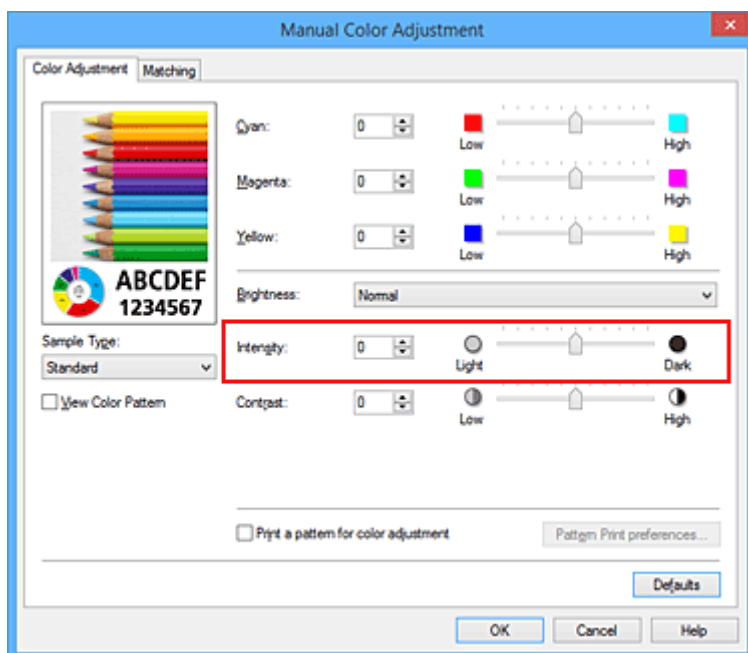 Manual Color Adjustment
Color Adjustment Matching
Cyan: 0 Low High
Magenta: 0 Low High
Yellow: 0 Low High
ABCDEF
1234567
Brightness: Normal
Sample Type:
Standard
Intensity: 0 Light Dark
View Color Pattern
Contrast: 0 Low High
Print a pattern for color adjustment Pattern Print preferences...
Defaults
OK Cancel Help